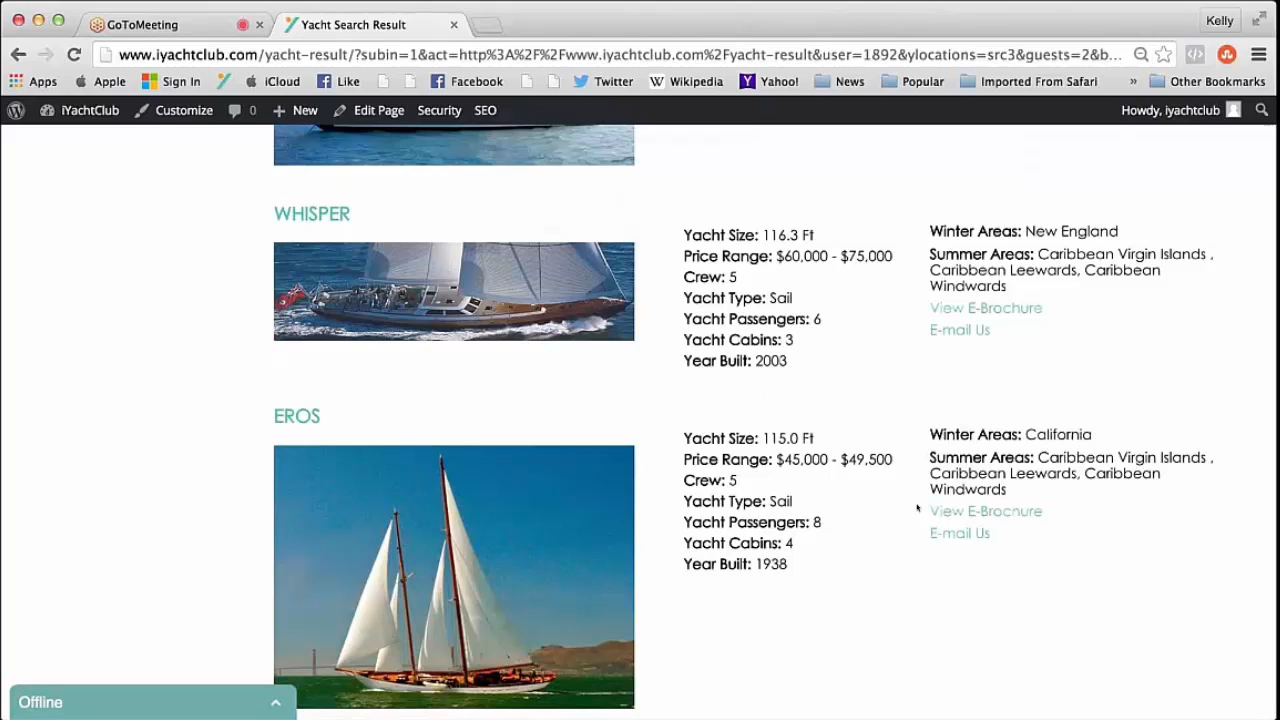 GoToMeeting
Yacht Search Result
Kelly
www.iyachtclub.com/yacht-result/?subin=1&act=http%3A%2F%2Fwww.iyachtclub.com%2Fyacht-result&user=1892&ylocations=src3&guests=2&b...
Apps Apple Sign In iCloud Like Facebook Twitter Wikipedia Yahoo! News Popular Imported From Safari » Other Bookmarks
iYachtClub Customize 0 New Edit Page Security SEO Howdy, iyachtclub
WHISPER
Yacht Size: 116.3 Ft
Price Range: $60,000 - $75,000
Crew: 5
Yacht Type: Sail
Yacht Passengers: 6
Yacht Cabins: 3
Year Built: 2003
Winter Areas: New England
Summer Areas: Caribbean Virgin Islands ,
Caribbean Leewards, Caribbean
Windwards
View E-Brochure
E-mail Us
EROS
Yacht Size: 115.0 Ft
Price Range: $45,000 - $49,500
Crew: 5
Yacht Type: Sail
Yacht Passengers: 8
Yacht Cabins: 4
Year Built: 1938
Winter Areas: California
Summer Areas: Caribbean Virgin Islands ,
Caribbean Leewards, Caribbean
Windwards
View E-Brochure
E-mail Us
Offline